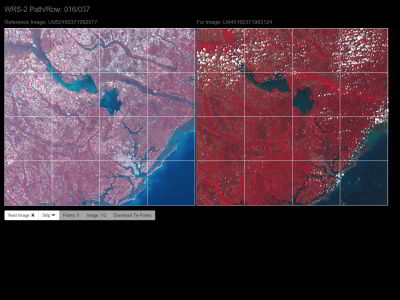 WRS-2 Path/Row: 016/037
Reference Image: LM50160371982077
Fix Image: LM40160371983124
Next Image ✖ Skip Points: 0 Image: 1/2 Download Tie Points